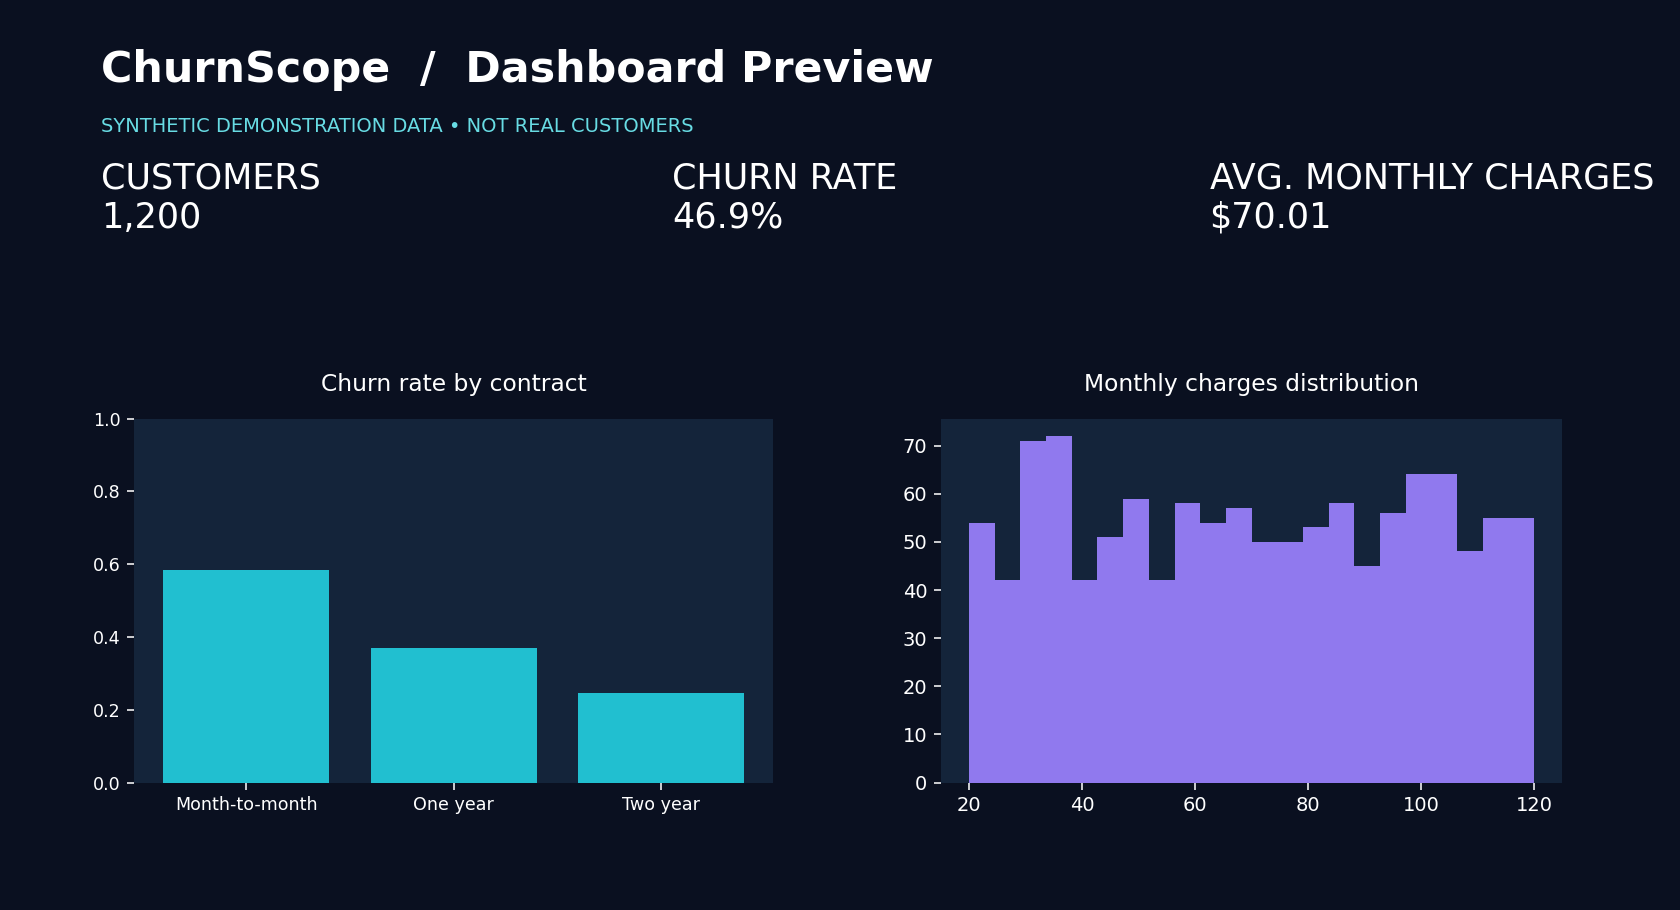 ChurnScope / Dashboard Preview
SYNTHETIC DEMONSTRATION DATA • NOT REAL CUSTOMERS
CUSTOMERS
1,200
CHURN RATE
46.9%
AVG. MONTHLY CHARGES
$70.01
Churn rate by contract
1.0
0.8
0.6
0.4
0.2
0.0
Month-to-month
One year
Two year
Monthly charges distribution
70
60
50
40
30
20
10
0
20
40
60
80
100
120